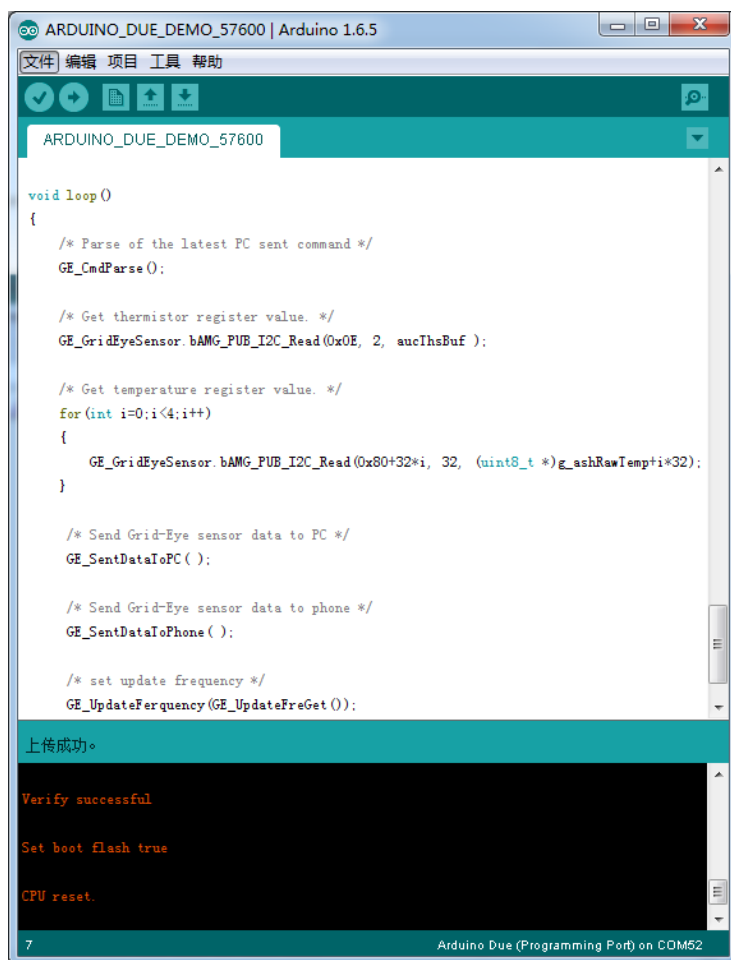 ARDUINO_DUE_DEMO_57600 | Arduino 1.6.5
文件 编辑 项目 工具 帮助
ARDUINO_DUE_DEMO_57600
void loop()
{
/* Parse of the latest PC sent command */
GE_CmdParse();
/* Get thermistor register value. */
GE_GridEyeSensor.bAMG_PUB_I2C_Read(0x0E, 2, aucThsBuf );
/* Get temperature register value. */
for(int i=0;i<4;i++)
{
GE_GridEyeSensor.bAMG_PUB_I2C_Read(0x80+32*i, 32, (uint8_t *)g_ashRawTemp+i*32);
}
/* Send Grid-Eye sensor data to PC */
GE_SentDataToPC( );
/* Send Grid-Eye sensor data to phone */
GE_SentDataToPhone( );
/* set update frequency */
GE_UpdateFerquency(GE_UpdateFreGet());
上传成功。
Verify successful
Set boot flash true
CPU reset.
7 Arduino Due (Programming Port) on COM52